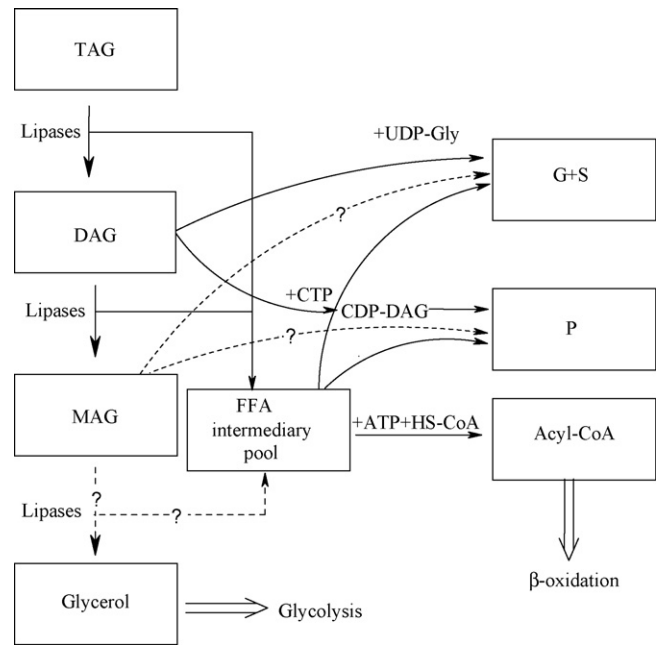 TAG
Lipases
+UDP-Gly
G+S
?
DAG
+CTP
Lipases
CDP-DAG
?
P
MAG
FFA
intermediary
pool
+ATP+HS-CoA
Acyl-CoA
?
Lipases
?
β-oxidation
Glycerol
Glycolysis